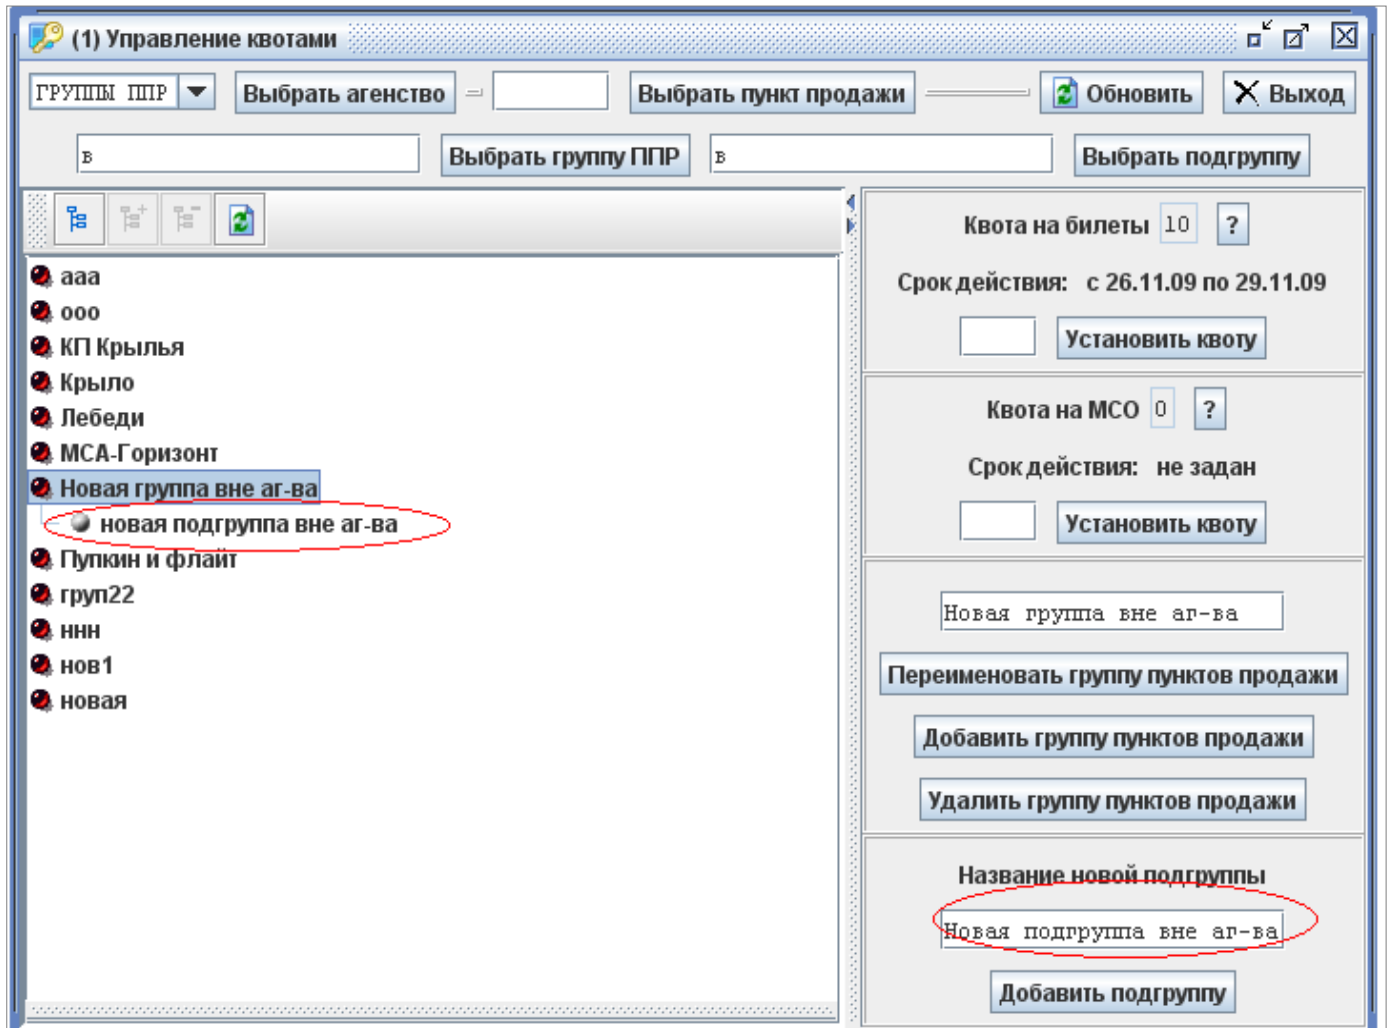 (1) Управление квотами
ГРУППЫ ППР Выбрать агенство Выбрать пункт продажи Обновить Выход
в Выбрать группу ППР в Выбрать подгруппу
Квота на билеты 10 ?
Срок действия: с 26.11.09 по 29.11.09
Установить квоту
Квота на МСО 0 ?
Срок действия: не задан
Установить квоту
ааа
ооо
КП Крылья
Крыло
Лебеди
МСА-Горизонт
Новая группа вне аг-ва
новая подгруппа вне аг-ва
Пупкин и флайт
груп22
ннн
нов1
новая
Новая группа вне аг-ва
Переименовать группу пунктов продажи
Добавить группу пунктов продажи
Удалить группу пунктов продажи
Название новой подгруппы
Новая подгруппа вне аг-ва
Добавить подгруппу